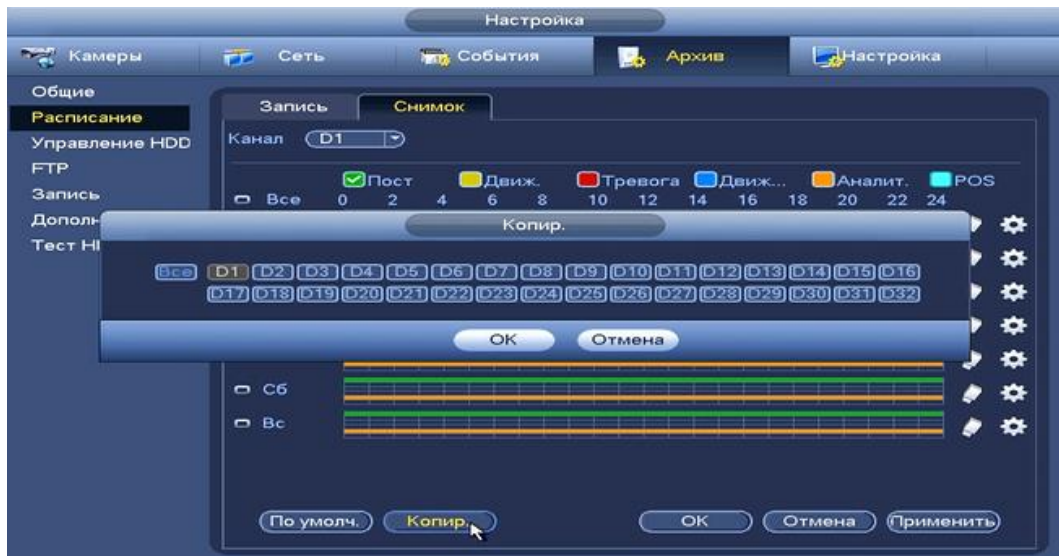 Настройка
Камеры Сеть События Архив Настройка
Общие
Расписание
Управление HDD
FTP
Запись
Дополн
Тест HI
Запись Снимок
Канал D1
Пост Движ. Тревога Движ... Аналит. POS
Все 0 2 4 6 8 10 12 14 16 18 20 22 24
Копир.
Все D1 D2 D3 D4 D5 D6 D7 D8 D9 D10 D11 D12 D13 D14 D15 D16
D17 D18 D19 D20 D21 D22 D23 D24 D25 D26 D27 D28 D29 D30 D31 D32
OK Отмена
Сб
Вс
По умолч. Копир. OK Отмена Применить